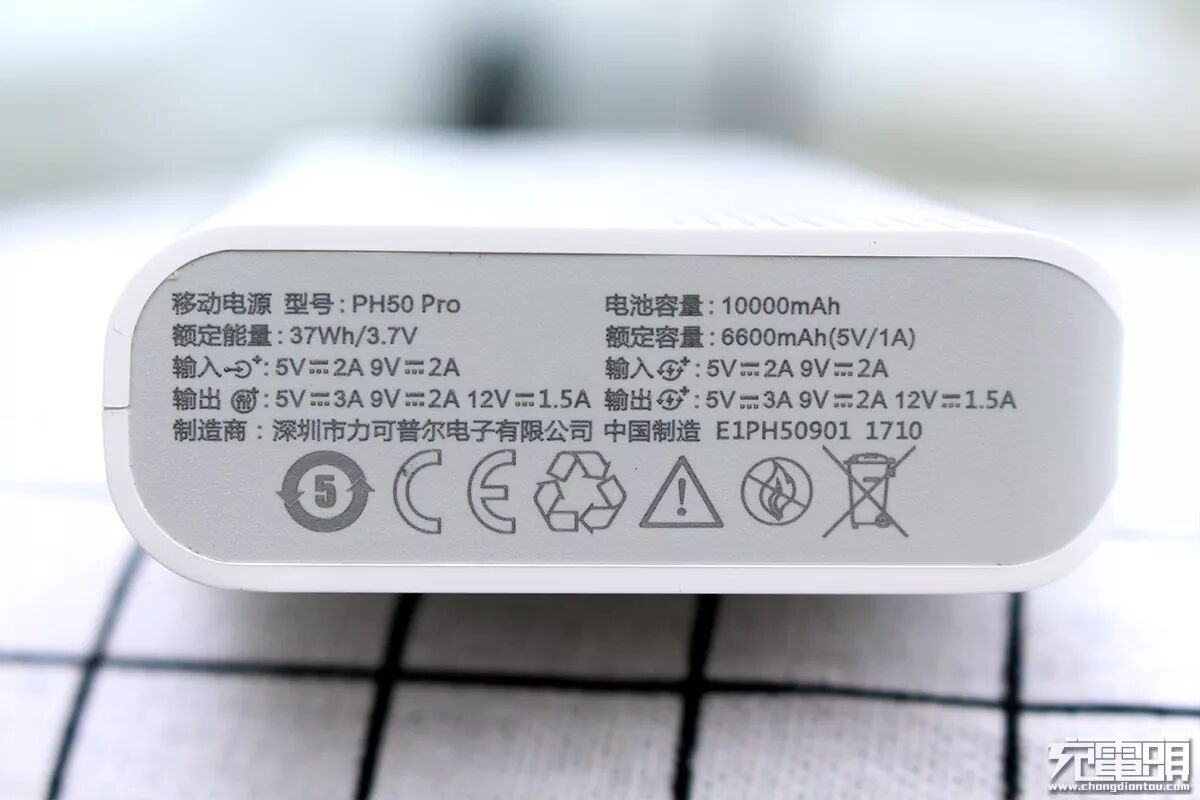 移动电源 型号: PH50 Pro 电池容量: 10000mAh
额定能量: 37Wh/3.7V 额定容量: 6600mAh(5V/1A)
输入: 5V⎓2A 9V⎓2A 输入: 5V⎓2A 9V⎓2A
输出: 5V⎓3A 9V⎓2A 12V⎓1.5A 输出: 5V⎓3A 9V⎓2A 12V⎓1.5A
制造商: 深圳市力可普尔电子有限公司 中国制造 E1PH50901 1710
5 CE
充電頭
www.chongdiantou.com